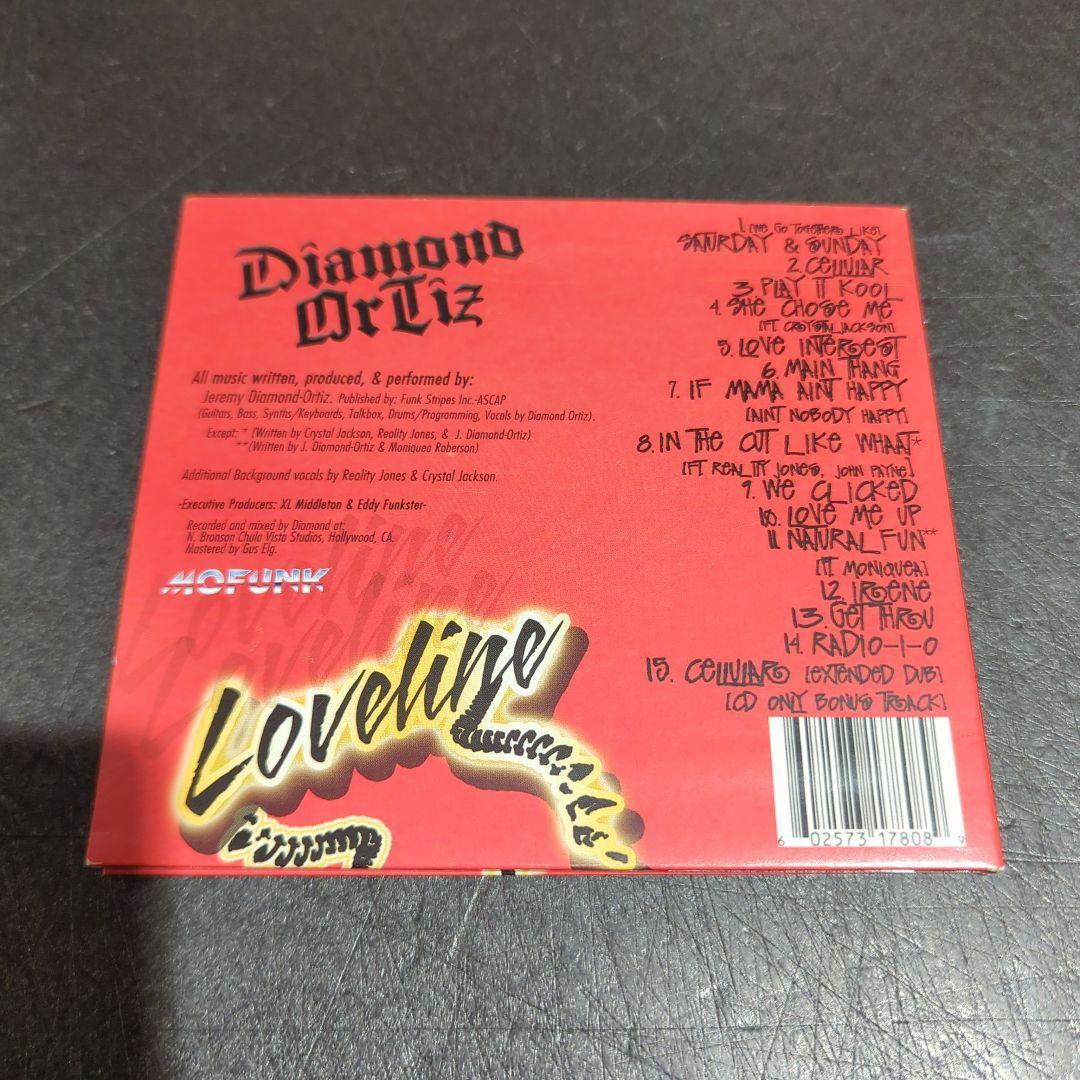 Diamond
Ortiz
All music written, produced, & performed by:
Jeremy Diamond-Ortiz. Published by: Funk Stripes Inc.-ASCAP
(Guitars, Bass, Synths/Keyboards, Talkbox, Drums/Programming, Vocals by Diamond Ortiz).
Except: * (Written by Crystal Jackson, Reality Jones, & J. Diamond-Ortiz)
**(Written by J. Diamond-Ortiz & Moniquea Roberson)
Additional Background vocals by Reality Jones & Crystal Jackson.
-Executive Producers: XL Middleton & Eddy Funkster-
Recorded and mixed by Diamond at:
N. Bronson Chula Vista Studios, Hollywood, CA.
Mastered by Gus Elg.
MOFUNK
Loveline
Loveline
Loveline
1. [WE GO TOGETHER LIKE]
SATURDAY & SUNDAY
2. CELLULAR
3. PLAY IT KOOL
4. SHE CHOSE ME
[FT CRYSTAL JACKSON]
5. LOVE INTEREST
6. MAIN THANG
7. IF MAMA AINT HAPPY
[AINT NOBODY HAPPY]
8. IN THE CUT LIKE WHAAT*
[FT REALITY JONES, JOHN PAYNE]
9. WE CLICKED
10. LOVE ME UP
11. NATURAL FUN**
[FT MONIQUEA]
12. IRENE
13. GET THRU
14. RADIO-I-O
15. CELLULAR [EXTENDED DUB]
[CD ONLY BONUS TRACK]
6 02573 17808 9